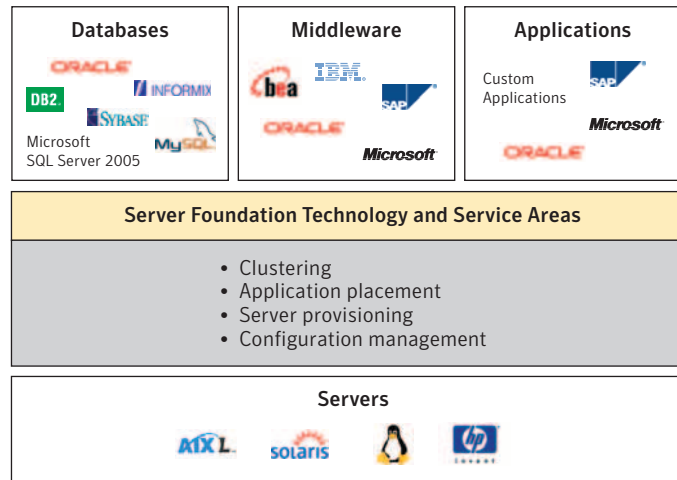 Databases
ORACLE
DB2.
INFORMIX
SYBASE
Microsoft
SQL Server 2005
MySQL
Middleware
bea
IBM.
SAP
ORACLE
Microsoft
Applications
Custom
Applications
SAP
Microsoft
ORACLE
Server Foundation Technology and Service Areas
• Clustering
• Application placement
• Server provisioning
• Configuration management
Servers
AIX L.
SOLARIS
hp
invent